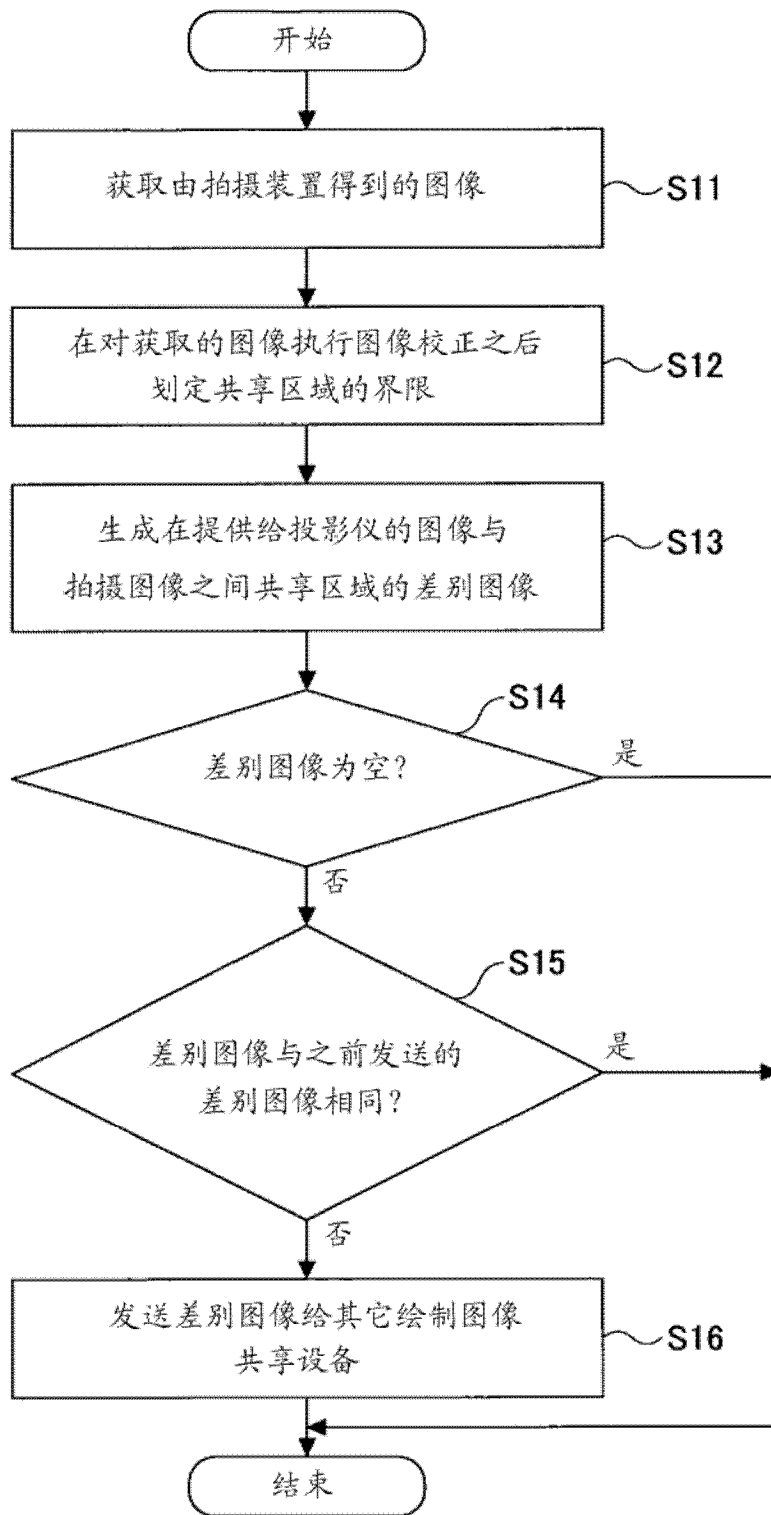 开始
获取由拍摄装置得到的图像
S11
在对获取的图像执行图像校正之后
划定共享区域的界限
S12
生成在提供给投影仪的图像与
拍摄图像之间共享区域的差别图像
S13
S14
差别图像为空？
是
否
S15
差别图像与之前发送的
差别图像相同？
是
否
发送差别图像给其它绘制图像
共享设备
S16
结束